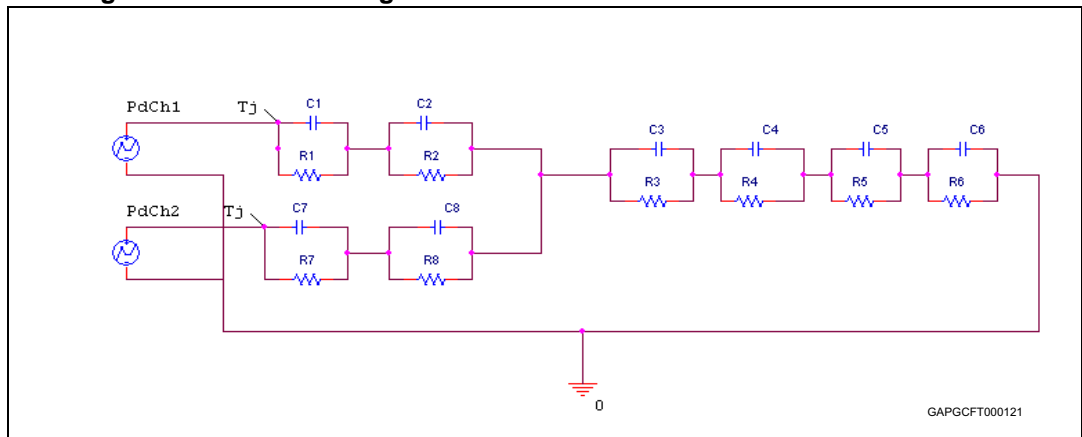 PdCh1
Tj
C1
C2
R1
R2
C3
C4
C5
C6
R3
R4
R5
R6
PdCh2
Tj
C7
C8
R7
R8
0
GAPGCFT000121